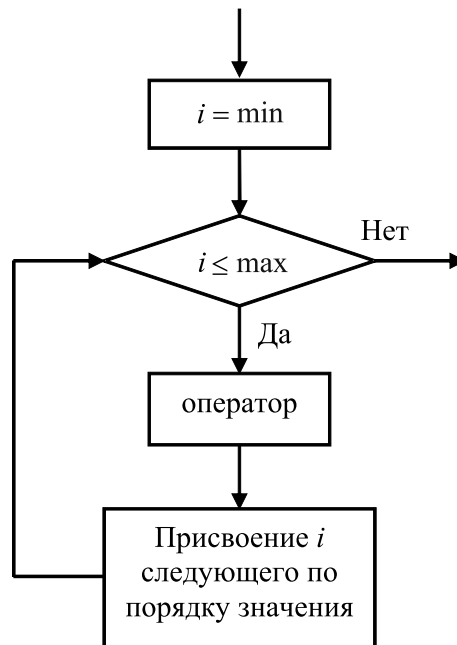 i = min
i ≤ max
Нет
Да
оператор
Присвоение i
следующего по
порядку значения